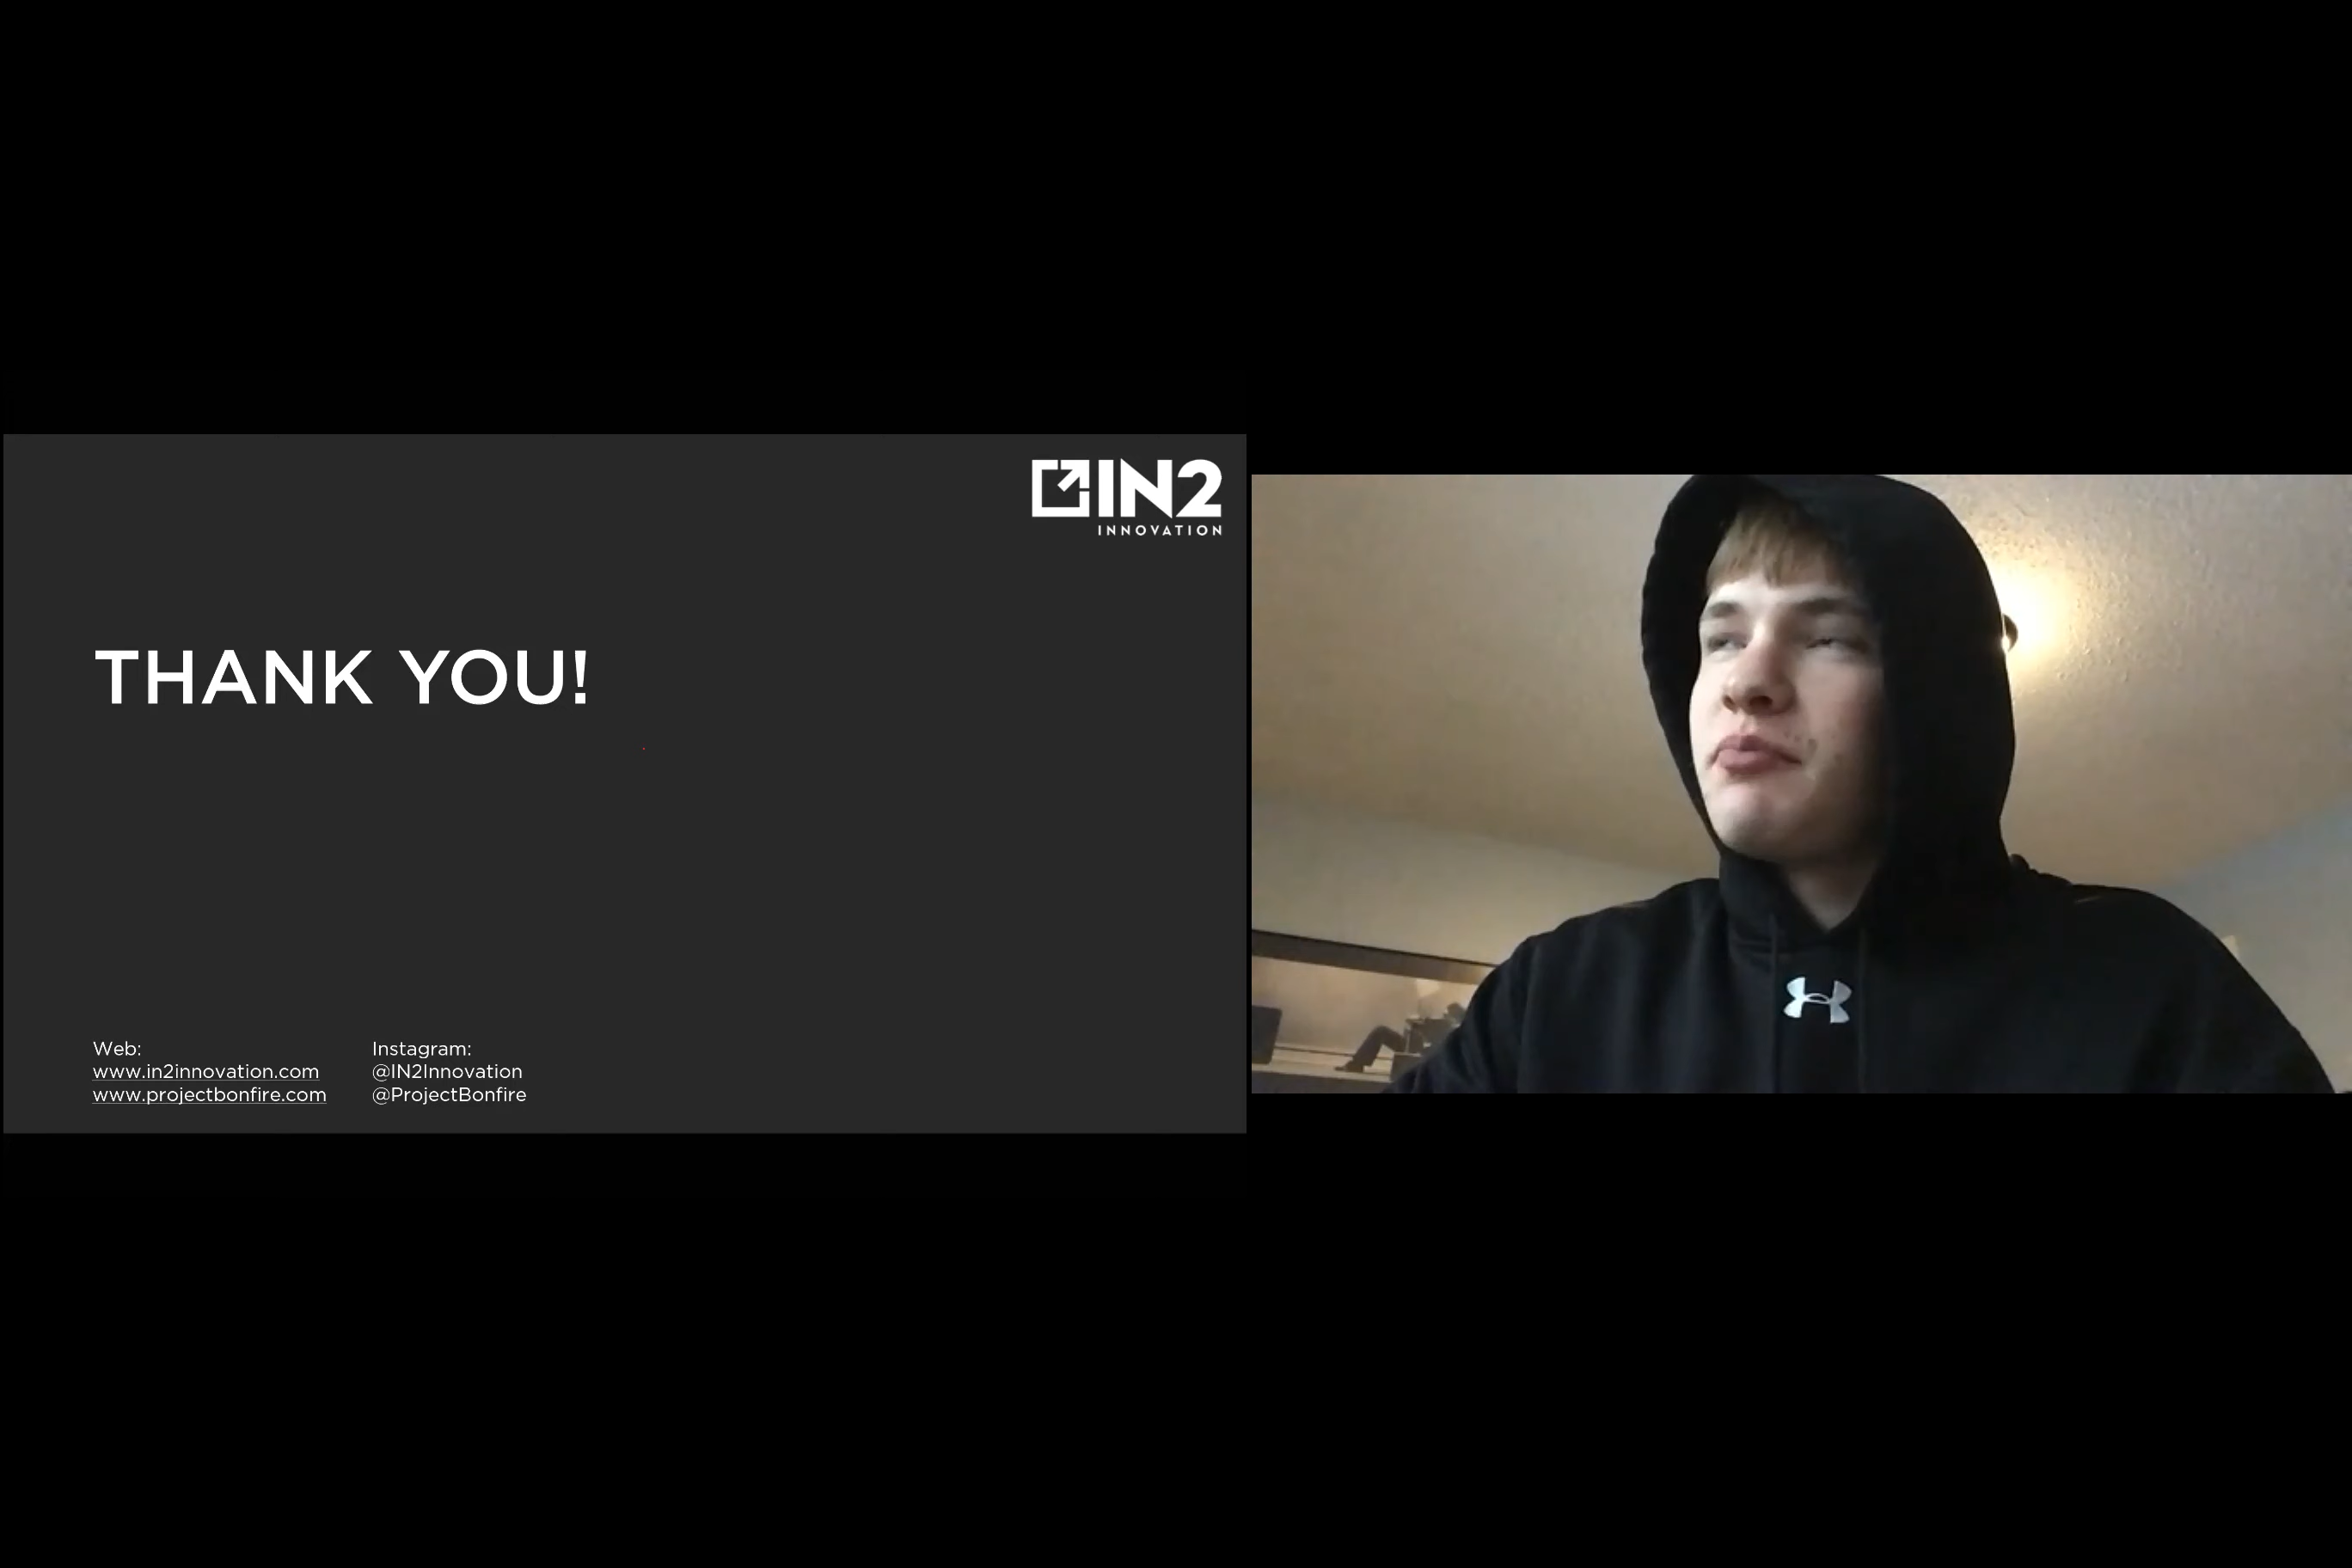 IN2
INNOVATION
THANK YOU!
Web:
www.in2innovation.com
www.projectbonfire.com
Instagram:
@IN2Innovation
@ProjectBonfire